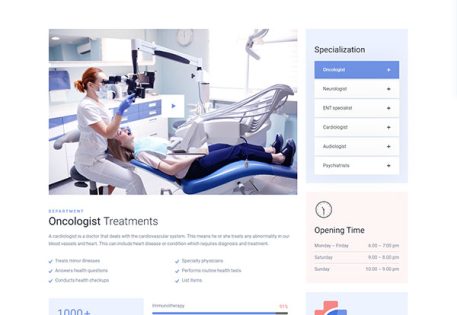 Specialization
Oncologist +
Neurologist +
ENT specialist +
Cardiologist +
Audiologist +
Psychiatrists +
DEPARTMENT
Oncologist Treatments
A cardiologist is a doctor that deals with the cardiovascular system. This means he or she treats any abnormality in our
blood vessels and heart. This can include heart disease or condition which requires diagnosis and treatment.
Treats minor illnesses
Specialty physicians
Answers health questions
Performs routine health tests
Conducts health checkups
List Items
Opening Time
Monday – Friday 6.00 – 7.00 pm
Saturday 9.00 – 8.00 pm
Sunday 10.00 – 9.00 pm
1000+
Immunotherapy 91%